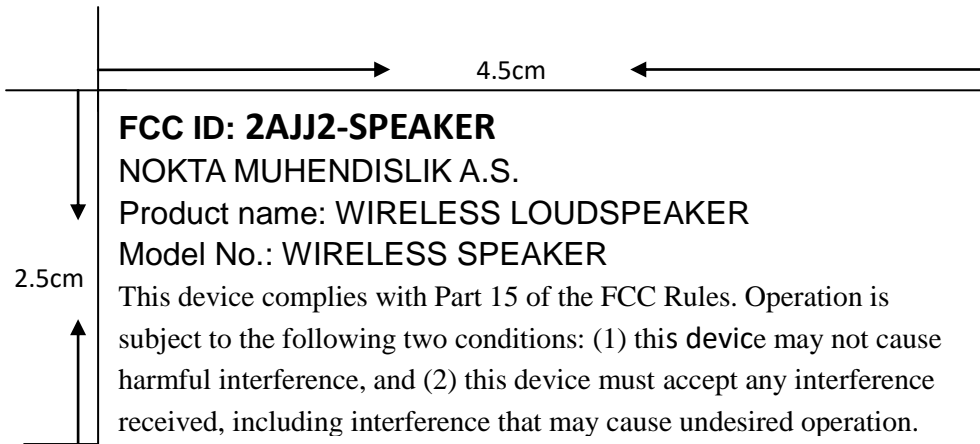 4.5cm
FCC ID: 2AJJ2-SPEAKER
NOKTA MUHENDISLIK A.S.
Product name: WIRELESS LOUDSPEAKER
Model No.: WIRELESS SPEAKER
2.5cm
This device complies with Part 15 of the FCC Rules. Operation is
subject to the following two conditions: (1) this device may not cause
harmful interference, and (2) this device must accept any interference
received, including interference that may cause undesired operation.